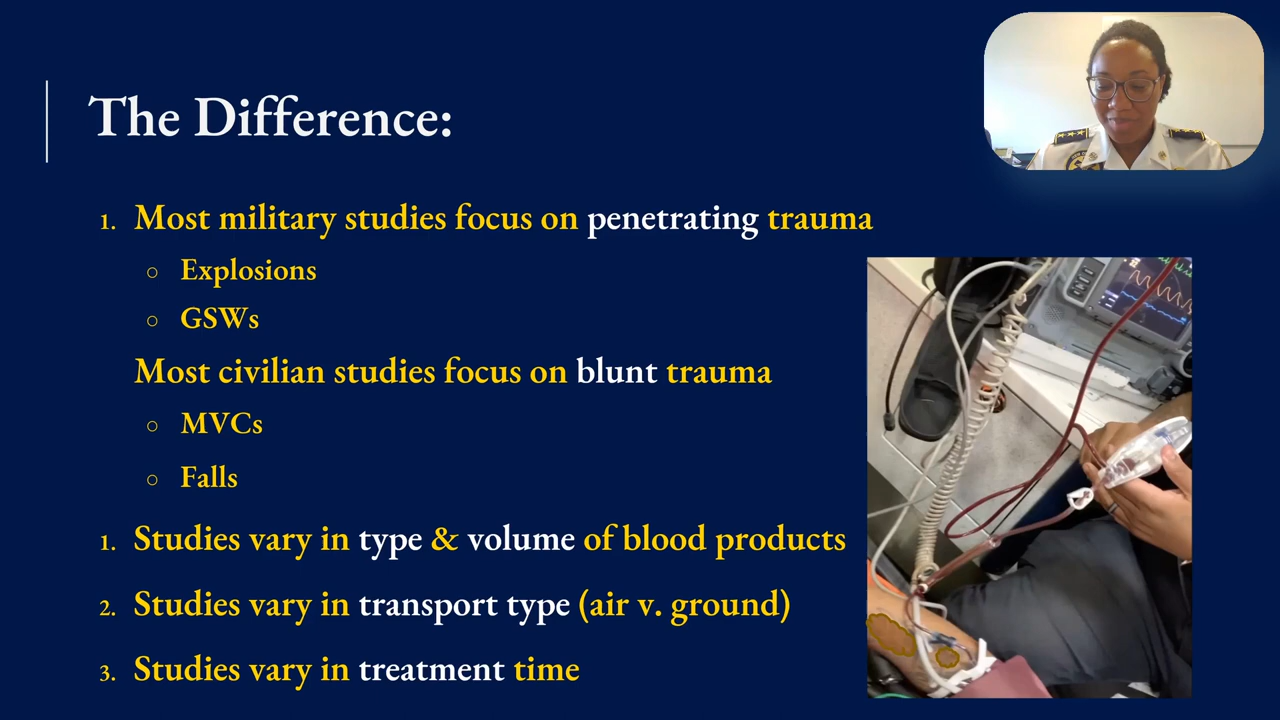 The Difference:
1. Most military studies focus on penetrating trauma
○ Explosions
○ GSWs
Most civilian studies focus on blunt trauma
○ MVCs
○ Falls
1. Studies vary in type & volume of blood products
2. Studies vary in transport type (air v. ground)
3. Studies vary in treatment time